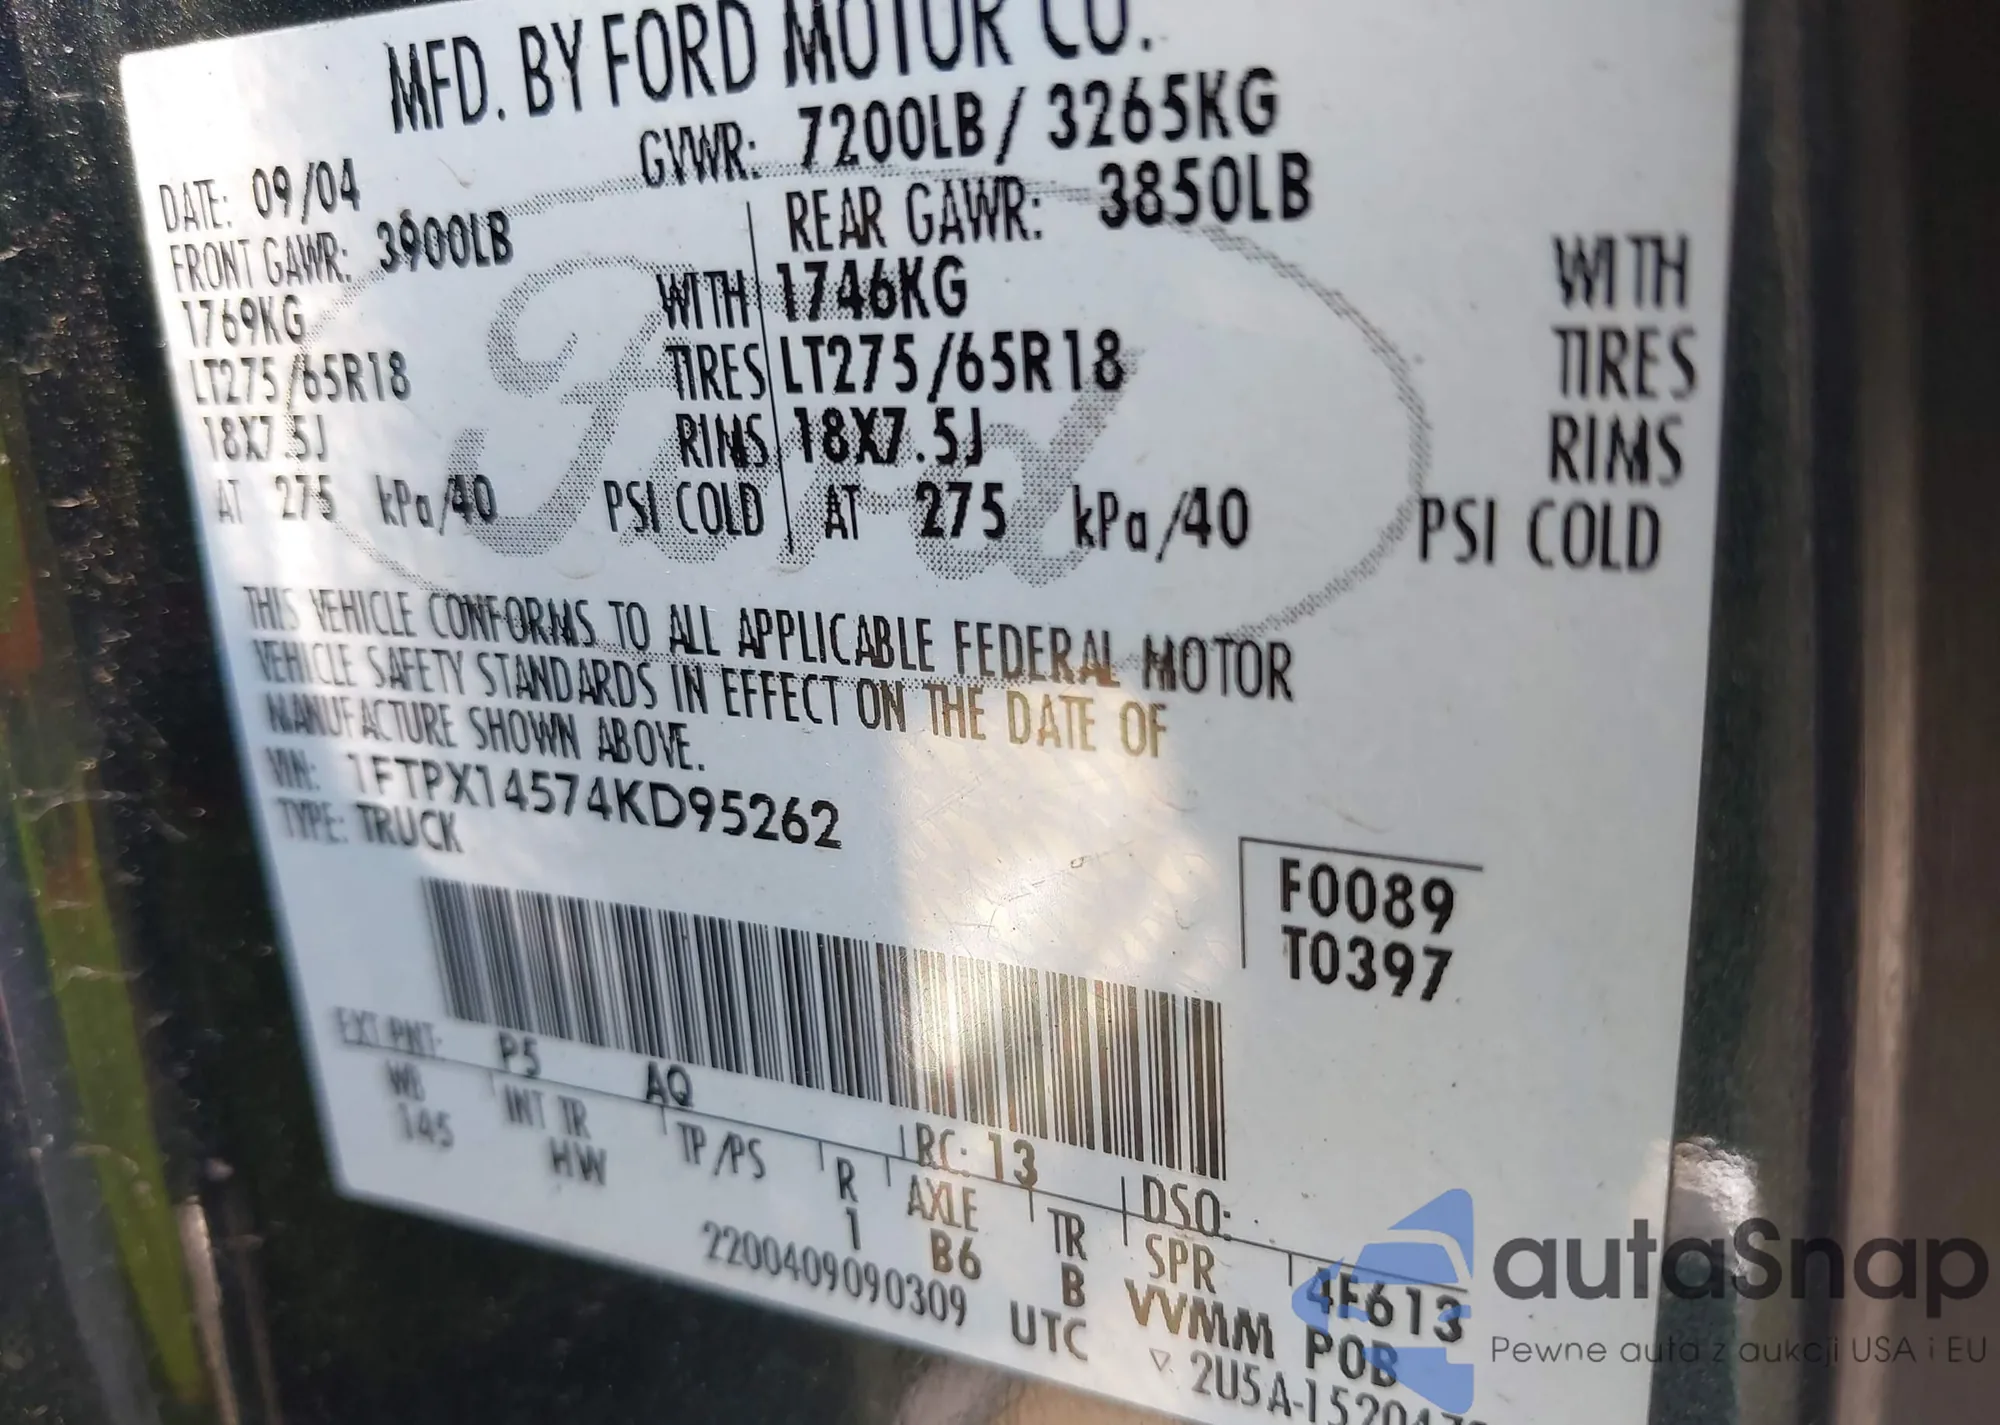 MFD. BY FORD MOTOR CO.
DATE: 09/04 GVWR: 7200LB / 3265KG
FRONT GAWR: 3900LB REAR GAWR: 3850LB
1769KG WITH 1746KG WITH
LT275/65R18 TIRES LT275/65R18 TIRES
18X7.5J RIMS 18X7.5J RIMS
AT 275 kPa/40 PSI COLD AT 275 kPa/40 PSI COLD
THIS VEHICLE CONFORMS TO ALL APPLICABLE FEDERAL MOTOR
VEHICLE SAFETY STANDARDS IN EFFECT ON THE DATE OF
MANUFACTURE SHOWN ABOVE.
VIN: 1FTPX14574KD95262
TYPE: TRUCK
F0089
T0397
EXT PNT: P5 AQ RC: 13 DSO:
WB INT TR TP/PS R AXLE TR SPR 4F613
145 HW 1 B6 B VVMM P0B
2200409090309 UTC
Ford
autaSnap
Pewne auta z aukcji USA i EU